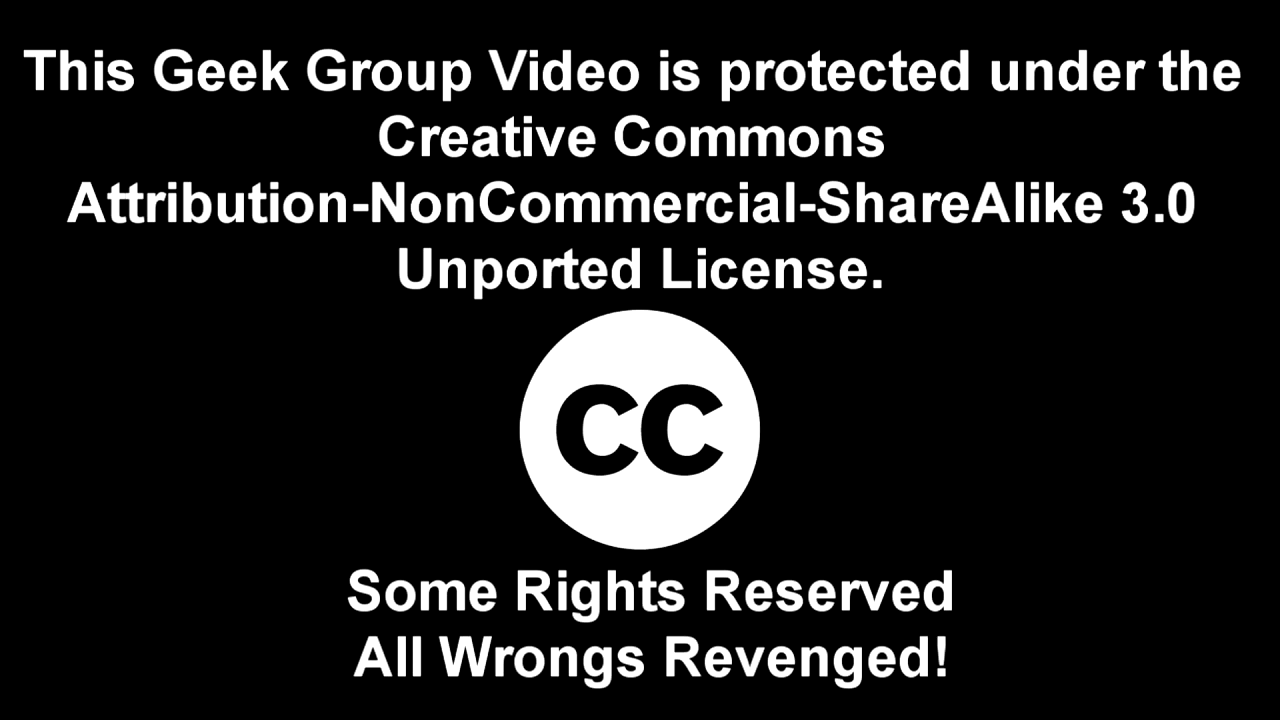 This Geek Group Video is protected under the
Creative Commons
Attribution-NonCommercial-ShareAlike 3.0
Unported License.
cc
Some Rights Reserved
All Wrongs Revenged!